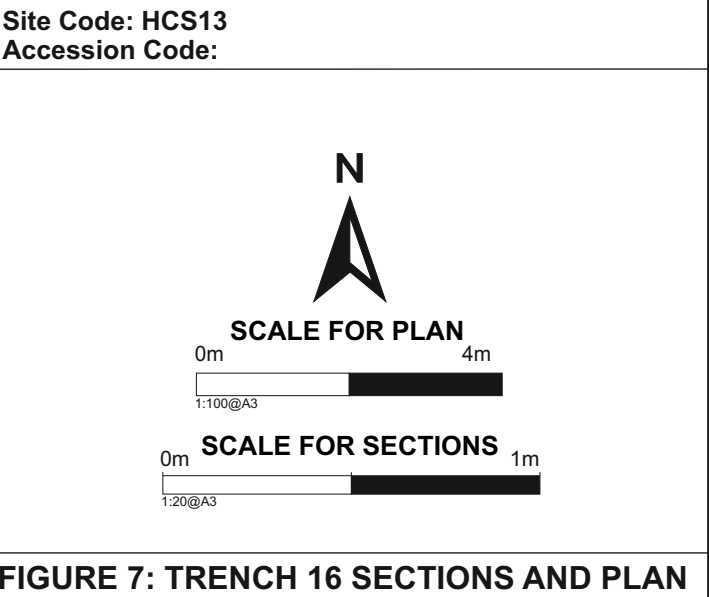 Site Code: HCS13
Accession Code:
N
SCALE FOR PLAN
0m 4m
1:100@A3
SCALE FOR SECTIONS
0m 1m
1:20@A3
FIGURE 7: TRENCH 16 SECTIONS AND PLAN